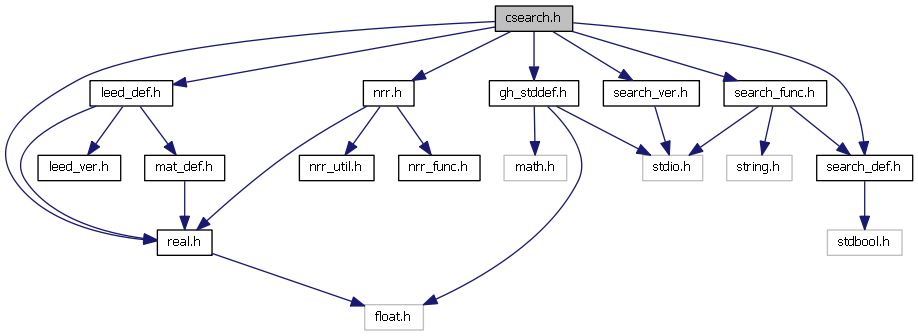 csearch.h
leed_def.h
nrr.h
gh_stddef.h
search_ver.h
search_func.h
leed_ver.h
mat_def.h
nrr_util.h
nrr_func.h
math.h
stdio.h
string.h
search_def.h
real.h
stdbool.h
float.h